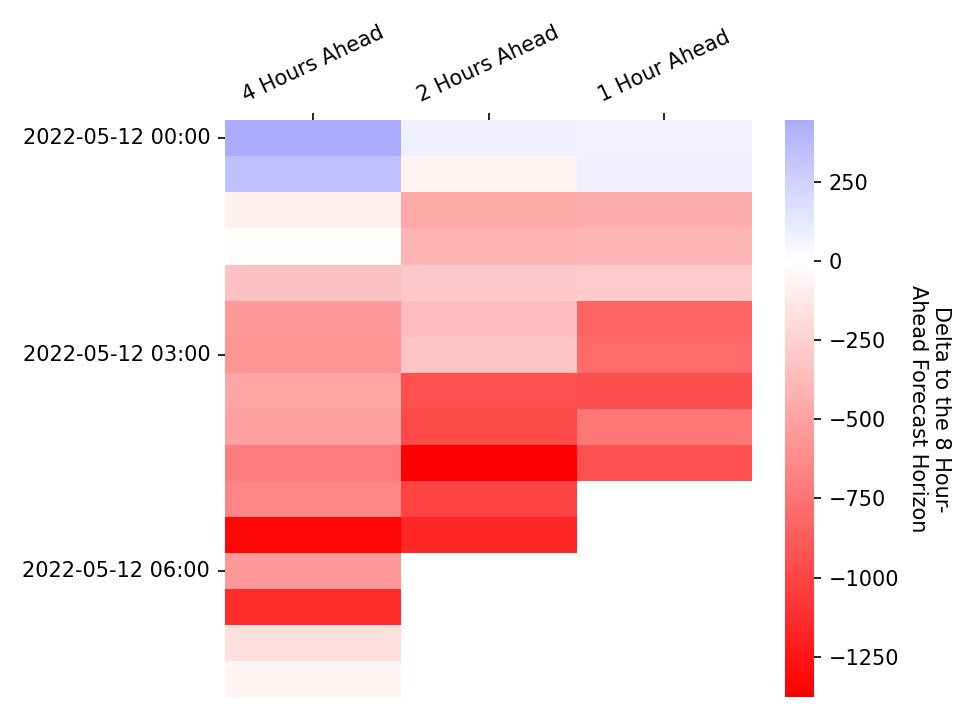 4 Hours Ahead
2 Hours Ahead
1 Hour Ahead
2022-05-12 00:00
2022-05-12 03:00
2022-05-12 06:00
250
0
−250
−500
−750
−1000
−1250
Delta to the 8 Hour-
Ahead Forecast Horizon